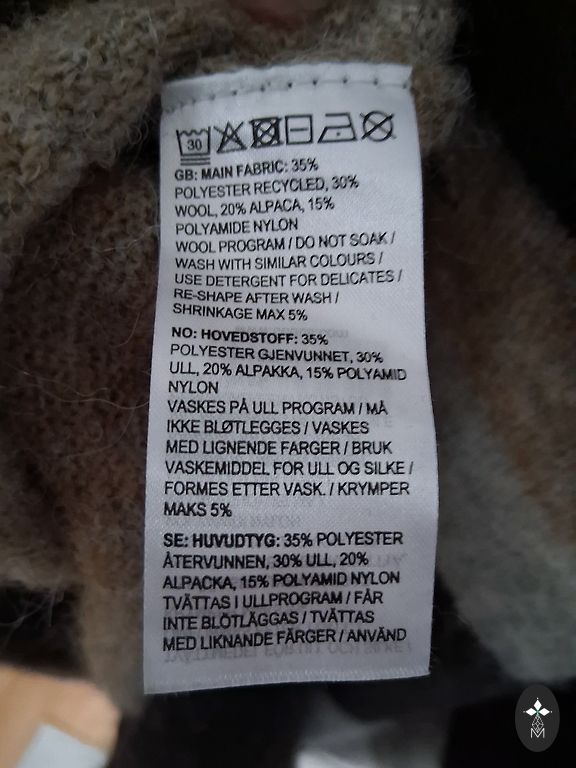 30
GB: MAIN FABRIC: 35%
POLYESTER RECYCLED, 30%
WOOL, 20% ALPACA, 15%
POLYAMIDE NYLON
WOOL PROGRAM / DO NOT SOAK /
WASH WITH SIMILAR COLOURS /
USE DETERGENT FOR DELICATES /
RE-SHAPE AFTER WASH /
SHRINKAGE MAX 5%
NO: HOVEDSTOFF: 35%
POLYESTER GJENVUNNET, 30%
ULL, 20% ALPAKKA, 15% POLYAMID
NYLON
VASKES PÅ ULL PROGRAM / MÅ
IKKE BLØTLEGGES / VASKES
MED LIGNENDE FARGER / BRUK
VASKEMIDDEL FOR ULL OG SILKE /
FORMES ETTER VASK. / KRYMPER
MAKS 5%
SE: HUVUDTYG: 35% POLYESTER
ÅTERVUNNEN, 30% ULL, 20%
ALPACKA, 15% POLYAMID NYLON
TVÄTTAS I ULLPROGRAM / FÅR
INTE BLÖTLÄGGAS / TVÄTTAS
MED LIKNANDE FÄRGER / ANVÄND